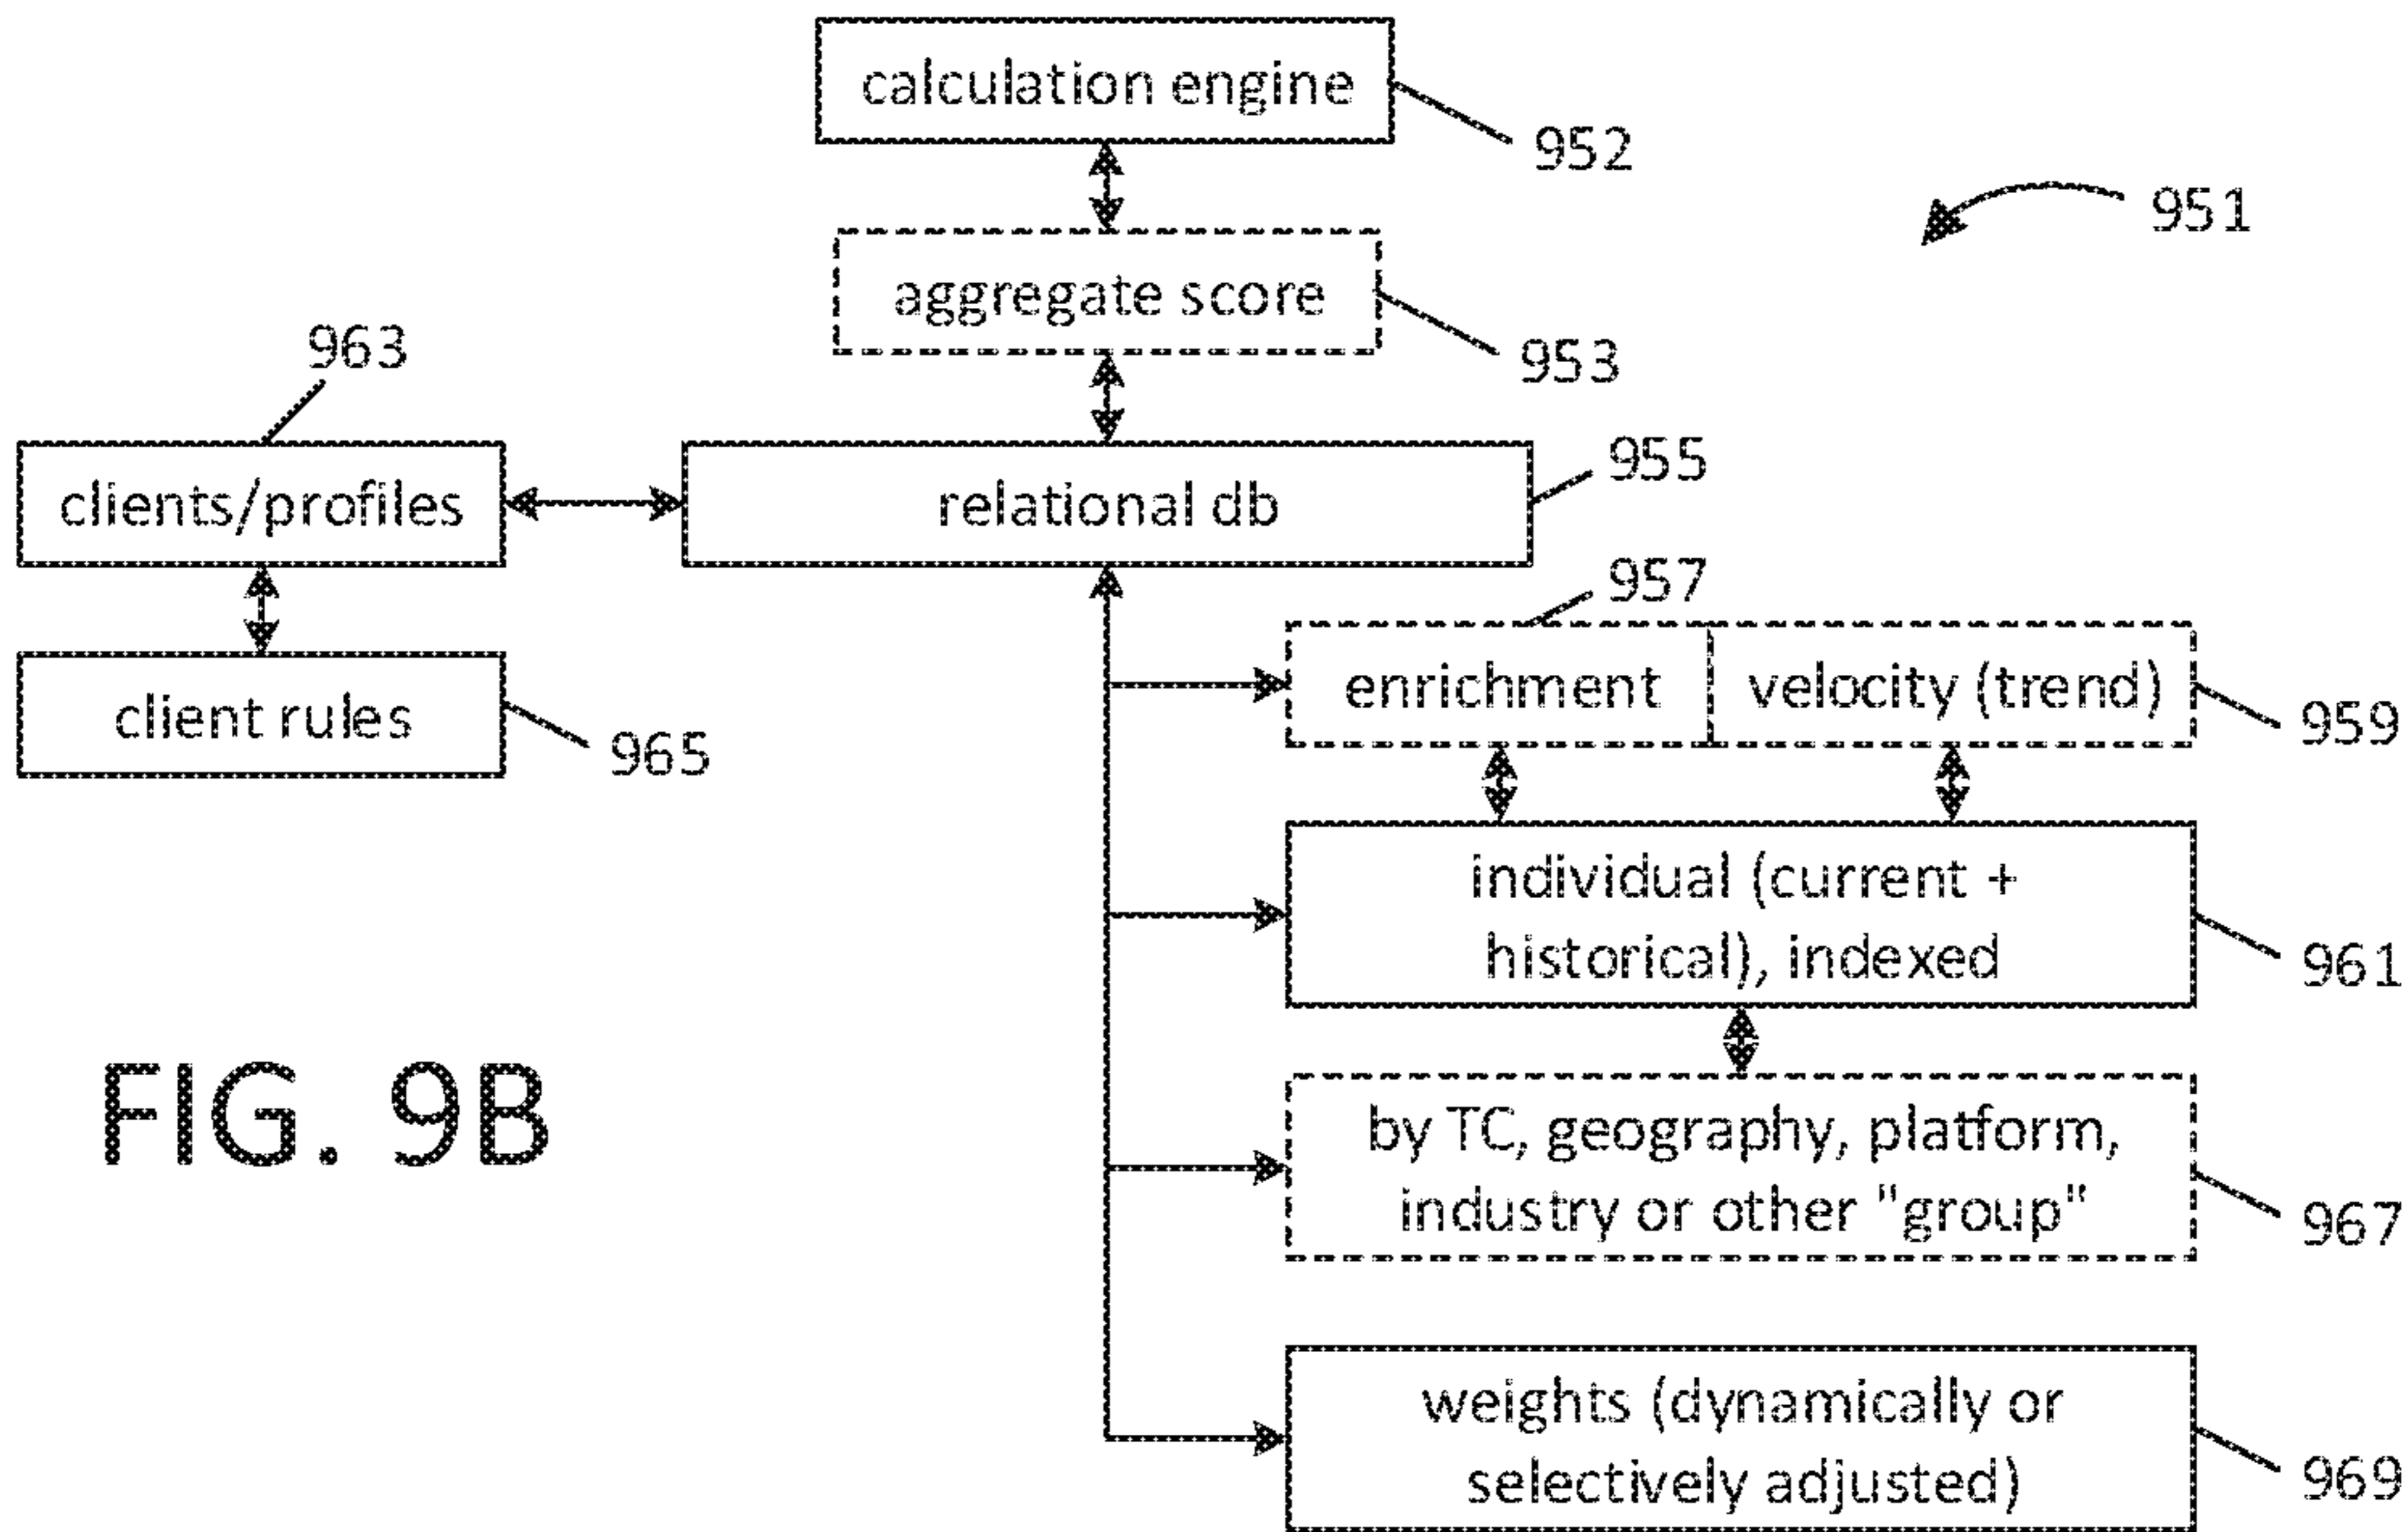 calculation engine
952
951
aggregate score
953
963
clients/profiles
relational db
955
957
enrichment
velocity (trend)
959
client rules
965
individual (current +
historical), indexed
961
FIG. 9B
by TC, geography, platform,
industry or other "group"
967
weights (dynamically or
selectively adjusted)
969